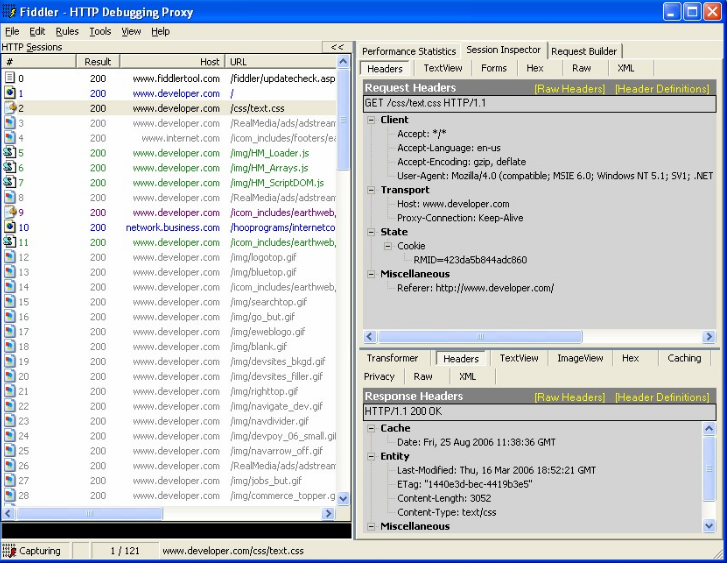 Fiddler - HTTP Debugging Proxy
File Edit Rules Tools View Help
HTTP Sessions <<
# Result Host URL
0 200 www.fiddlertool.com /fiddler/updatecheck.asp
1 200 www.developer.com /
2 200 www.developer.com /css/text.css
3 200 www.developer.com /RealMedia/ads/adstream
4 200 www.internet.com /icom_includes/footers/ea
5 200 www.developer.com /img/HM_Loader.js
6 200 www.developer.com /img/HM_Arrays.js
7 200 www.developer.com /img/HM_ScriptDOM.js
8 200 www.developer.com /RealMedia/ads/adstream
9 200 www.developer.com /icom_includes/earthweb,
10 200 network.business.com /hooprograms/internetco
11 200 www.developer.com /icom_includes/earthweb,
12 200 www.developer.com /img/logotop.gif
13 200 www.developer.com /img/bluetop.gif
14 200 www.developer.com /icom_includes/earthweb,
15 200 www.developer.com /img/searchtop.gif
16 200 www.developer.com /img/go_but.gif
17 200 www.developer.com /img/eweblogo.gif
18 200 www.developer.com /img/blank.gif
19 200 www.developer.com /img/devsites_bkgd.gif
20 200 www.developer.com /img/devsites_filler.gif
21 200 www.developer.com /img/righttop.gif
22 200 www.developer.com /img/navigate_dev.gif
23 200 www.developer.com /img/navdivider.gif
24 200 www.developer.com /img/devpoy_06_small.gi
25 200 www.developer.com /img/navarrow_off.gif
26 200 www.developer.com /RealMedia/ads/adstream
27 200 www.developer.com /img/jobs_but.gif
28 200 www.developer.com /img/commerce_topper.g
Performance Statistics Session Inspector Request Builder
Headers TextView Forms Hex Raw XML
Request Headers [Raw Headers] [Header Definitions]
GET /css/text.css HTTP/1.1
Client
Accept: */*
Accept-Language: en-us
Accept-Encoding: gzip, deflate
User-Agent: Mozilla/4.0 (compatible; MSIE 6.0; Windows NT 5.1; SV1; .NET
Transport
Host: www.developer.com
Proxy-Connection: Keep-Alive
State
Cookie
RMID=423da5b844adc860
Miscellaneous
Referer: http://www.developer.com/
Transformer Headers TextView ImageView Hex Caching
Privacy Raw XML
Response Headers [Raw Headers] [Header Definitions]
HTTP/1.1 200 OK
Cache
Date: Fri, 25 Aug 2006 11:38:36 GMT
Entity
Last-Modified: Thu, 16 Mar 2006 18:52:21 GMT
ETag: "1440e3d-bec-4419b3e5"
Content-Length: 3052
Content-Type: text/css
Miscellaneous
Capturing 1 / 121 www.developer.com/css/text.css